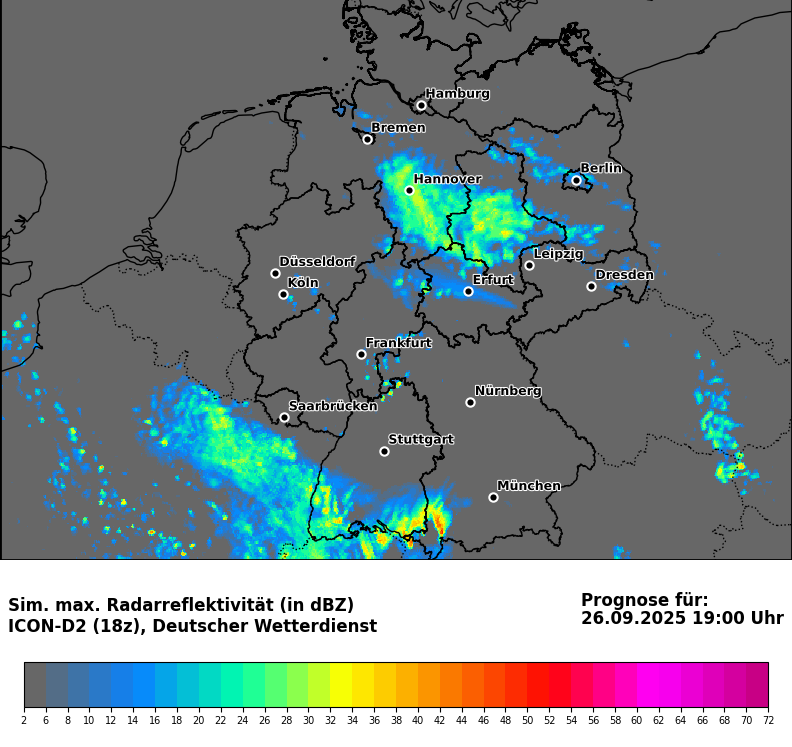 Hamburg
Bremen
Berlin
Hannover
Leipzig
Düsseldorf
Dresden
Köln
Erfurt
Frankfurt
Nürnberg
Saarbrücken
Stuttgart
München
Sim. max. Radarreflektivität (in dBZ)
ICON-D2 (18z), Deutscher Wetterdienst
Prognose für:
26.09.2025 19:00 Uhr
2 6 8 10 12 14 16 18 20 22 24 26 28 30 32 34 36 38 40 42 44 46 48 50 52 54 56 58 60 62 64 66 68 70 72